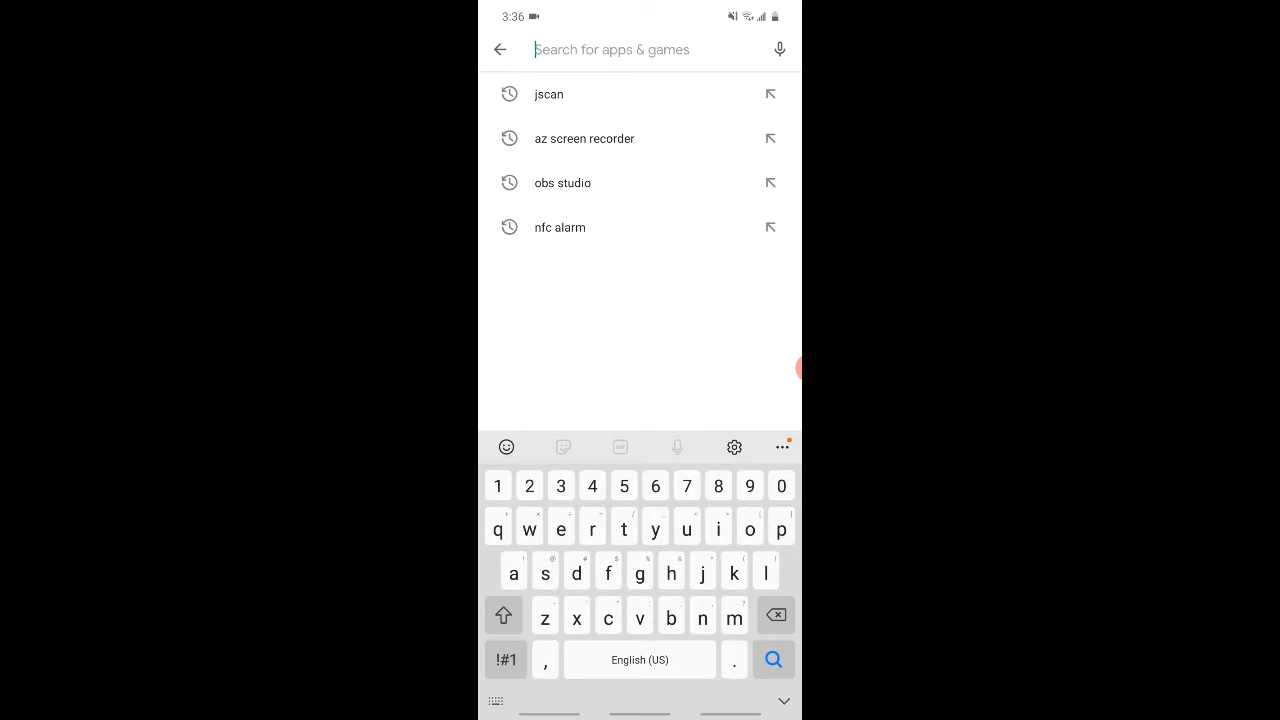 3:36
Search for apps & games
jscan
az screen recorder
obs studio
nfc alarm
GIF
1 2 3 4 5 6 7 8 9 0
q w e r t y u i o p
a s d f g h j k l
z x c v b n m
!#1 , English (US) .